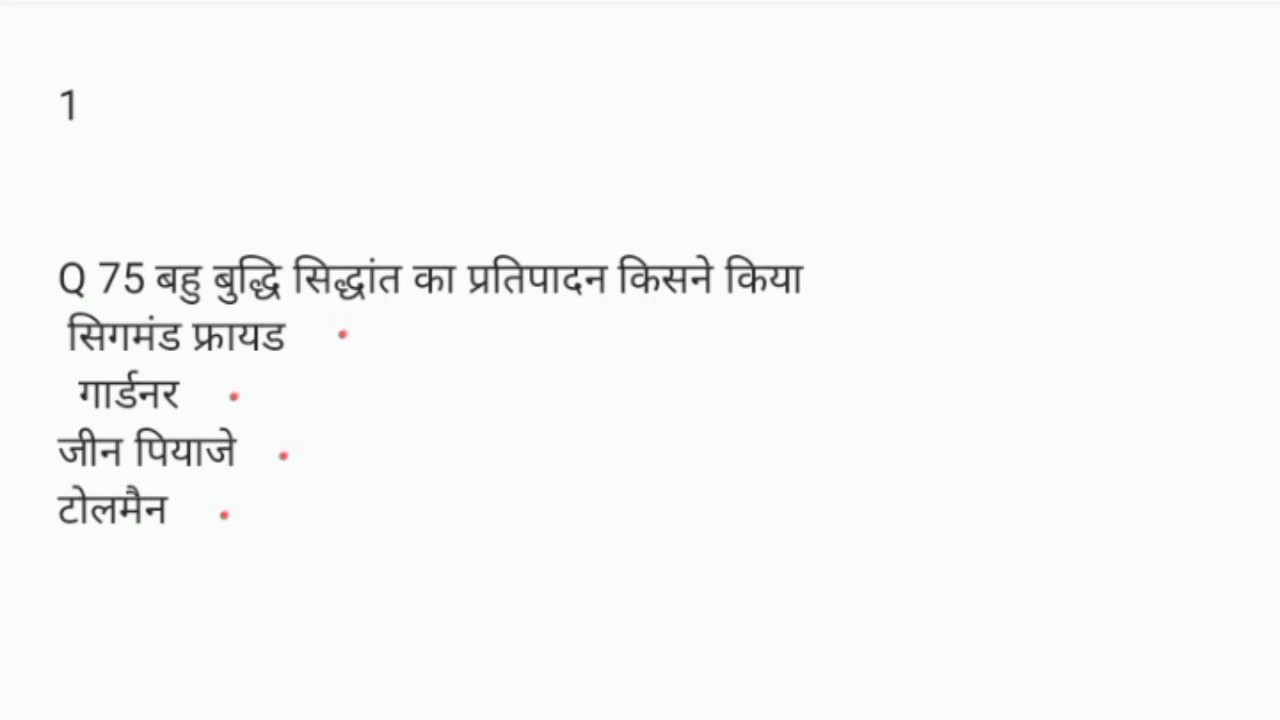 1
Q 75 बहु बुद्धि सिद्धांत का प्रतिपादन किसने किया
सिगमंड फ्रायड
गार्डनर
जीन पियाजे
टोलमैन